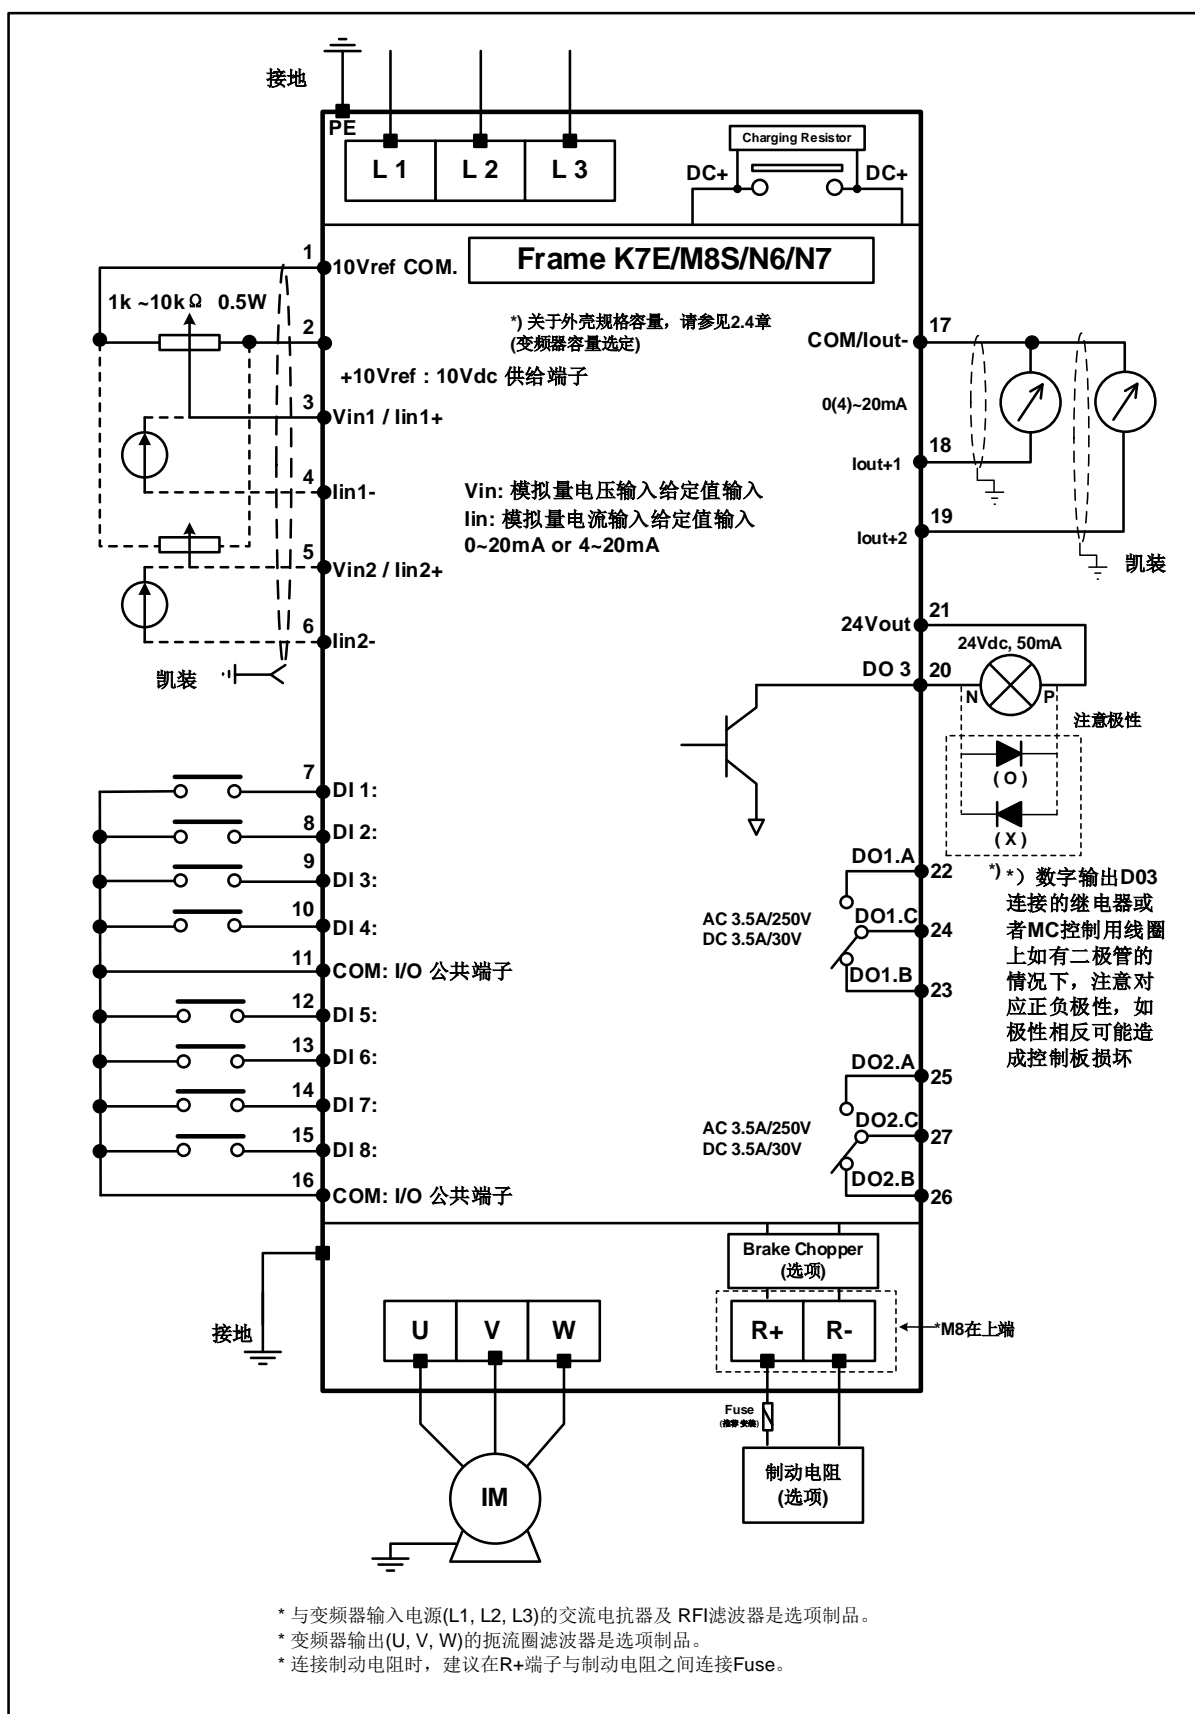 接地
PE
L 1 L 2 L 3
Charging Resistor
DC+ DC+
Frame K7E/M8S/N6/N7
*) 关于外壳规格容量，请参见2.4章
(变频器容量选定)
1
10Vref COM.
1k ~10kΩ 0.5W
2
+10Vref : 10Vdc 供给端子
3
Vin1 / Iin1+
4
Iin1-
5
Vin2 / Iin2+
6
Iin2-
凯装
Vin: 模拟量电压输入给定值输入
Iin: 模拟量电流输入给定值输入
0~20mA or 4~20mA
17
COM/Iout-
0(4)~20mA
18
Iout+1
19
Iout+2
凯装
21
24Vout
24Vdc, 50mA
DO 3
20
N P
注意极性
( O )
( X )
*) *）数字输出D03
连接的继电器或
者MC控制用线圈
上如有二极管的
情况下，注意对
应正负极性，如
极性相反可能造
成控制板损坏
7
DI 1:
8
DI 2:
9
DI 3:
10
DI 4:
11
COM: I/O 公共端子
12
DI 5:
13
DI 6:
14
DI 7:
15
DI 8:
16
COM: I/O 公共端子
DO1.A
22
AC 3.5A/250V
DC 3.5A/30V
DO1.C
24
DO1.B
23
DO2.A
25
AC 3.5A/250V
DC 3.5A/30V
DO2.C
27
DO2.B
26
接地
Brake Chopper
(选项)
U V W
R+ R-
*M8在上端
Fuse
(推荐安装)
IM
制动电阻
(选项)
* 与变频器输入电源(L1, L2, L3)的交流电抗器及 RFI滤波器是选项制品。
* 变频器输出(U, V, W)的扼流圈滤波器是选项制品。
* 连接制动电阻时，建议在R+端子与制动电阻之间连接Fuse。